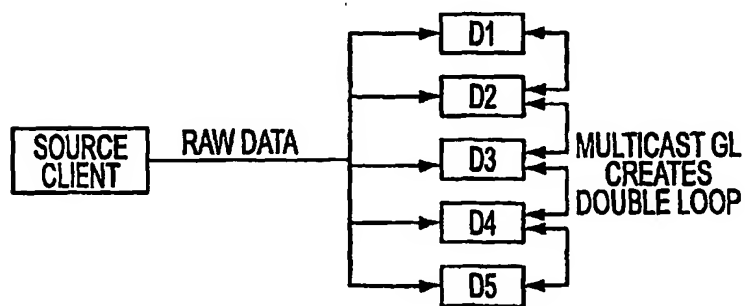 SOURCE
CLIENT
RAW DATA
D1
D2
D3
D4
D5
MULTICAST GL
CREATES
DOUBLE LOOP